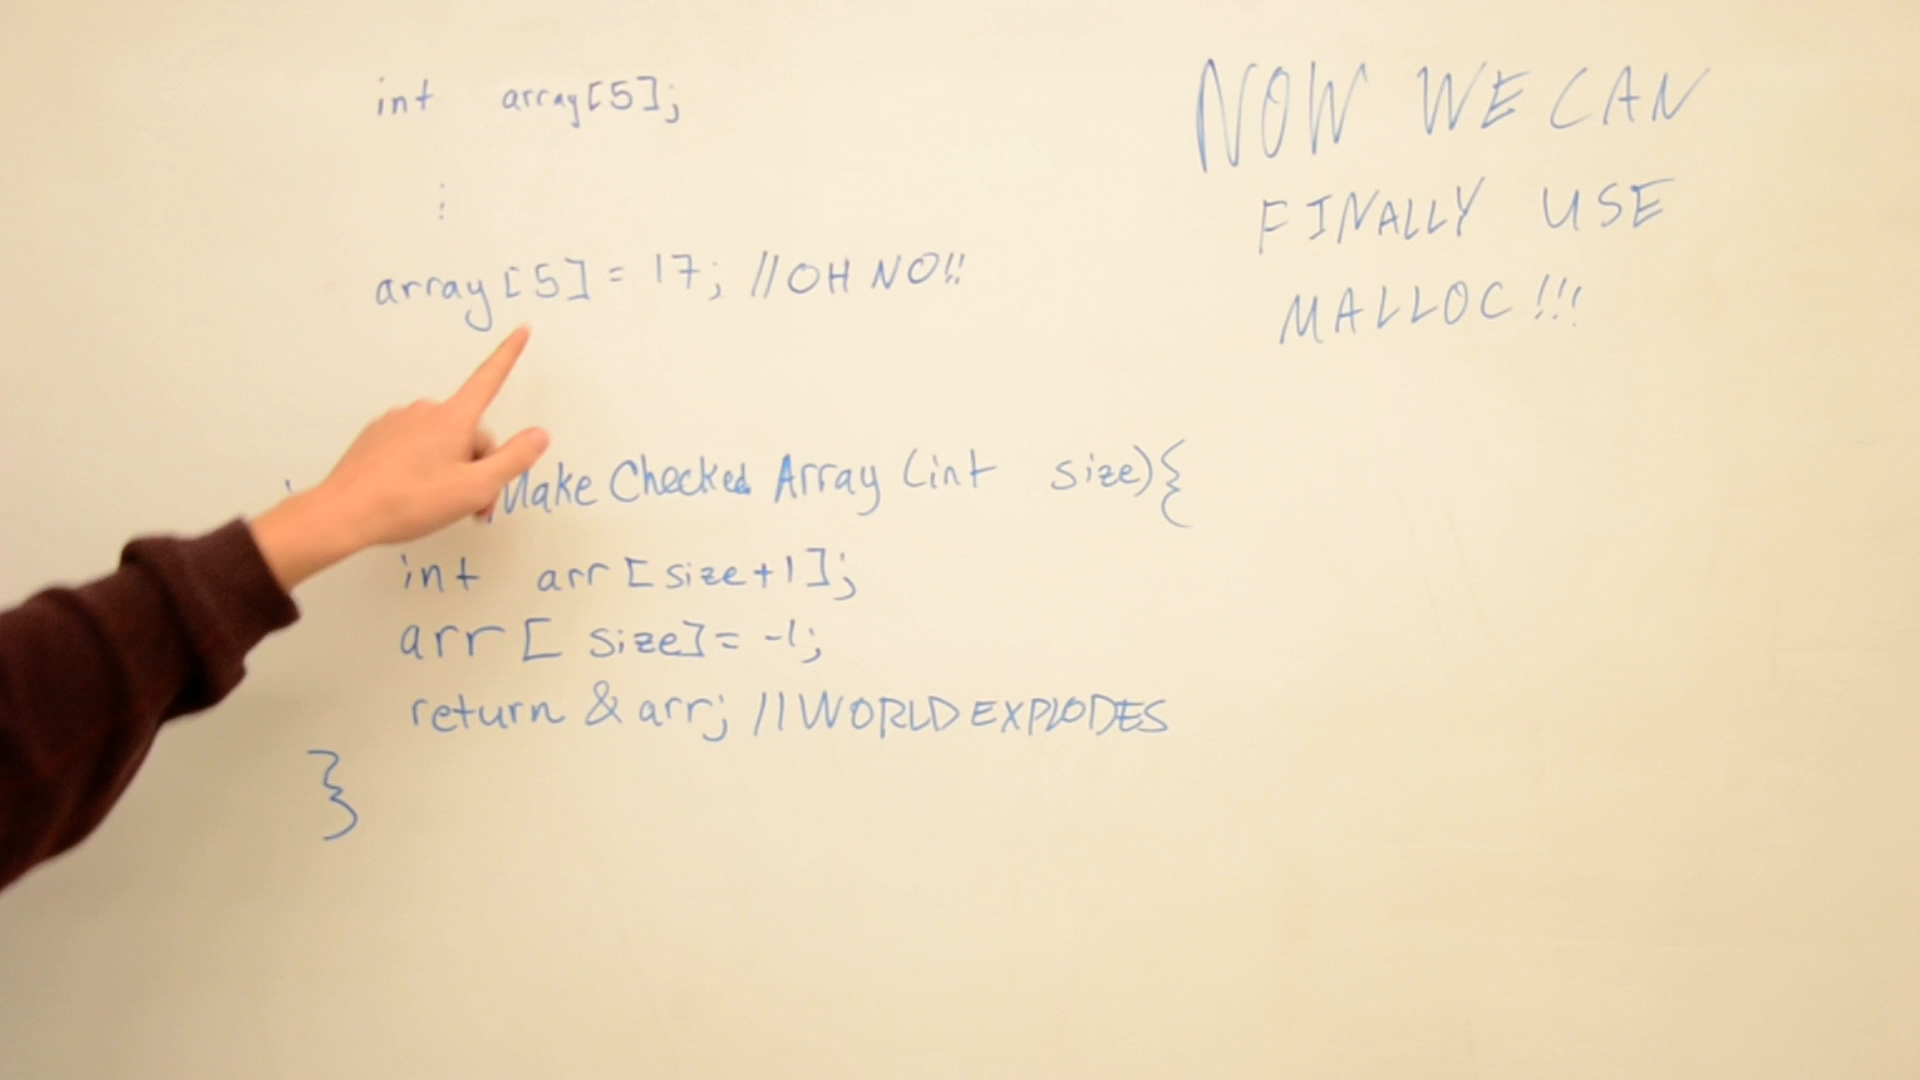 int array[5];
⋮
array[5] = 17; //OH NO!!
Make Checked Array (int size){
int arr[size+1];
arr[size]= -1;
return &arr; //WORLD EXPLODES
}
NOW WE CAN
FINALLY USE
MALLOC!!!